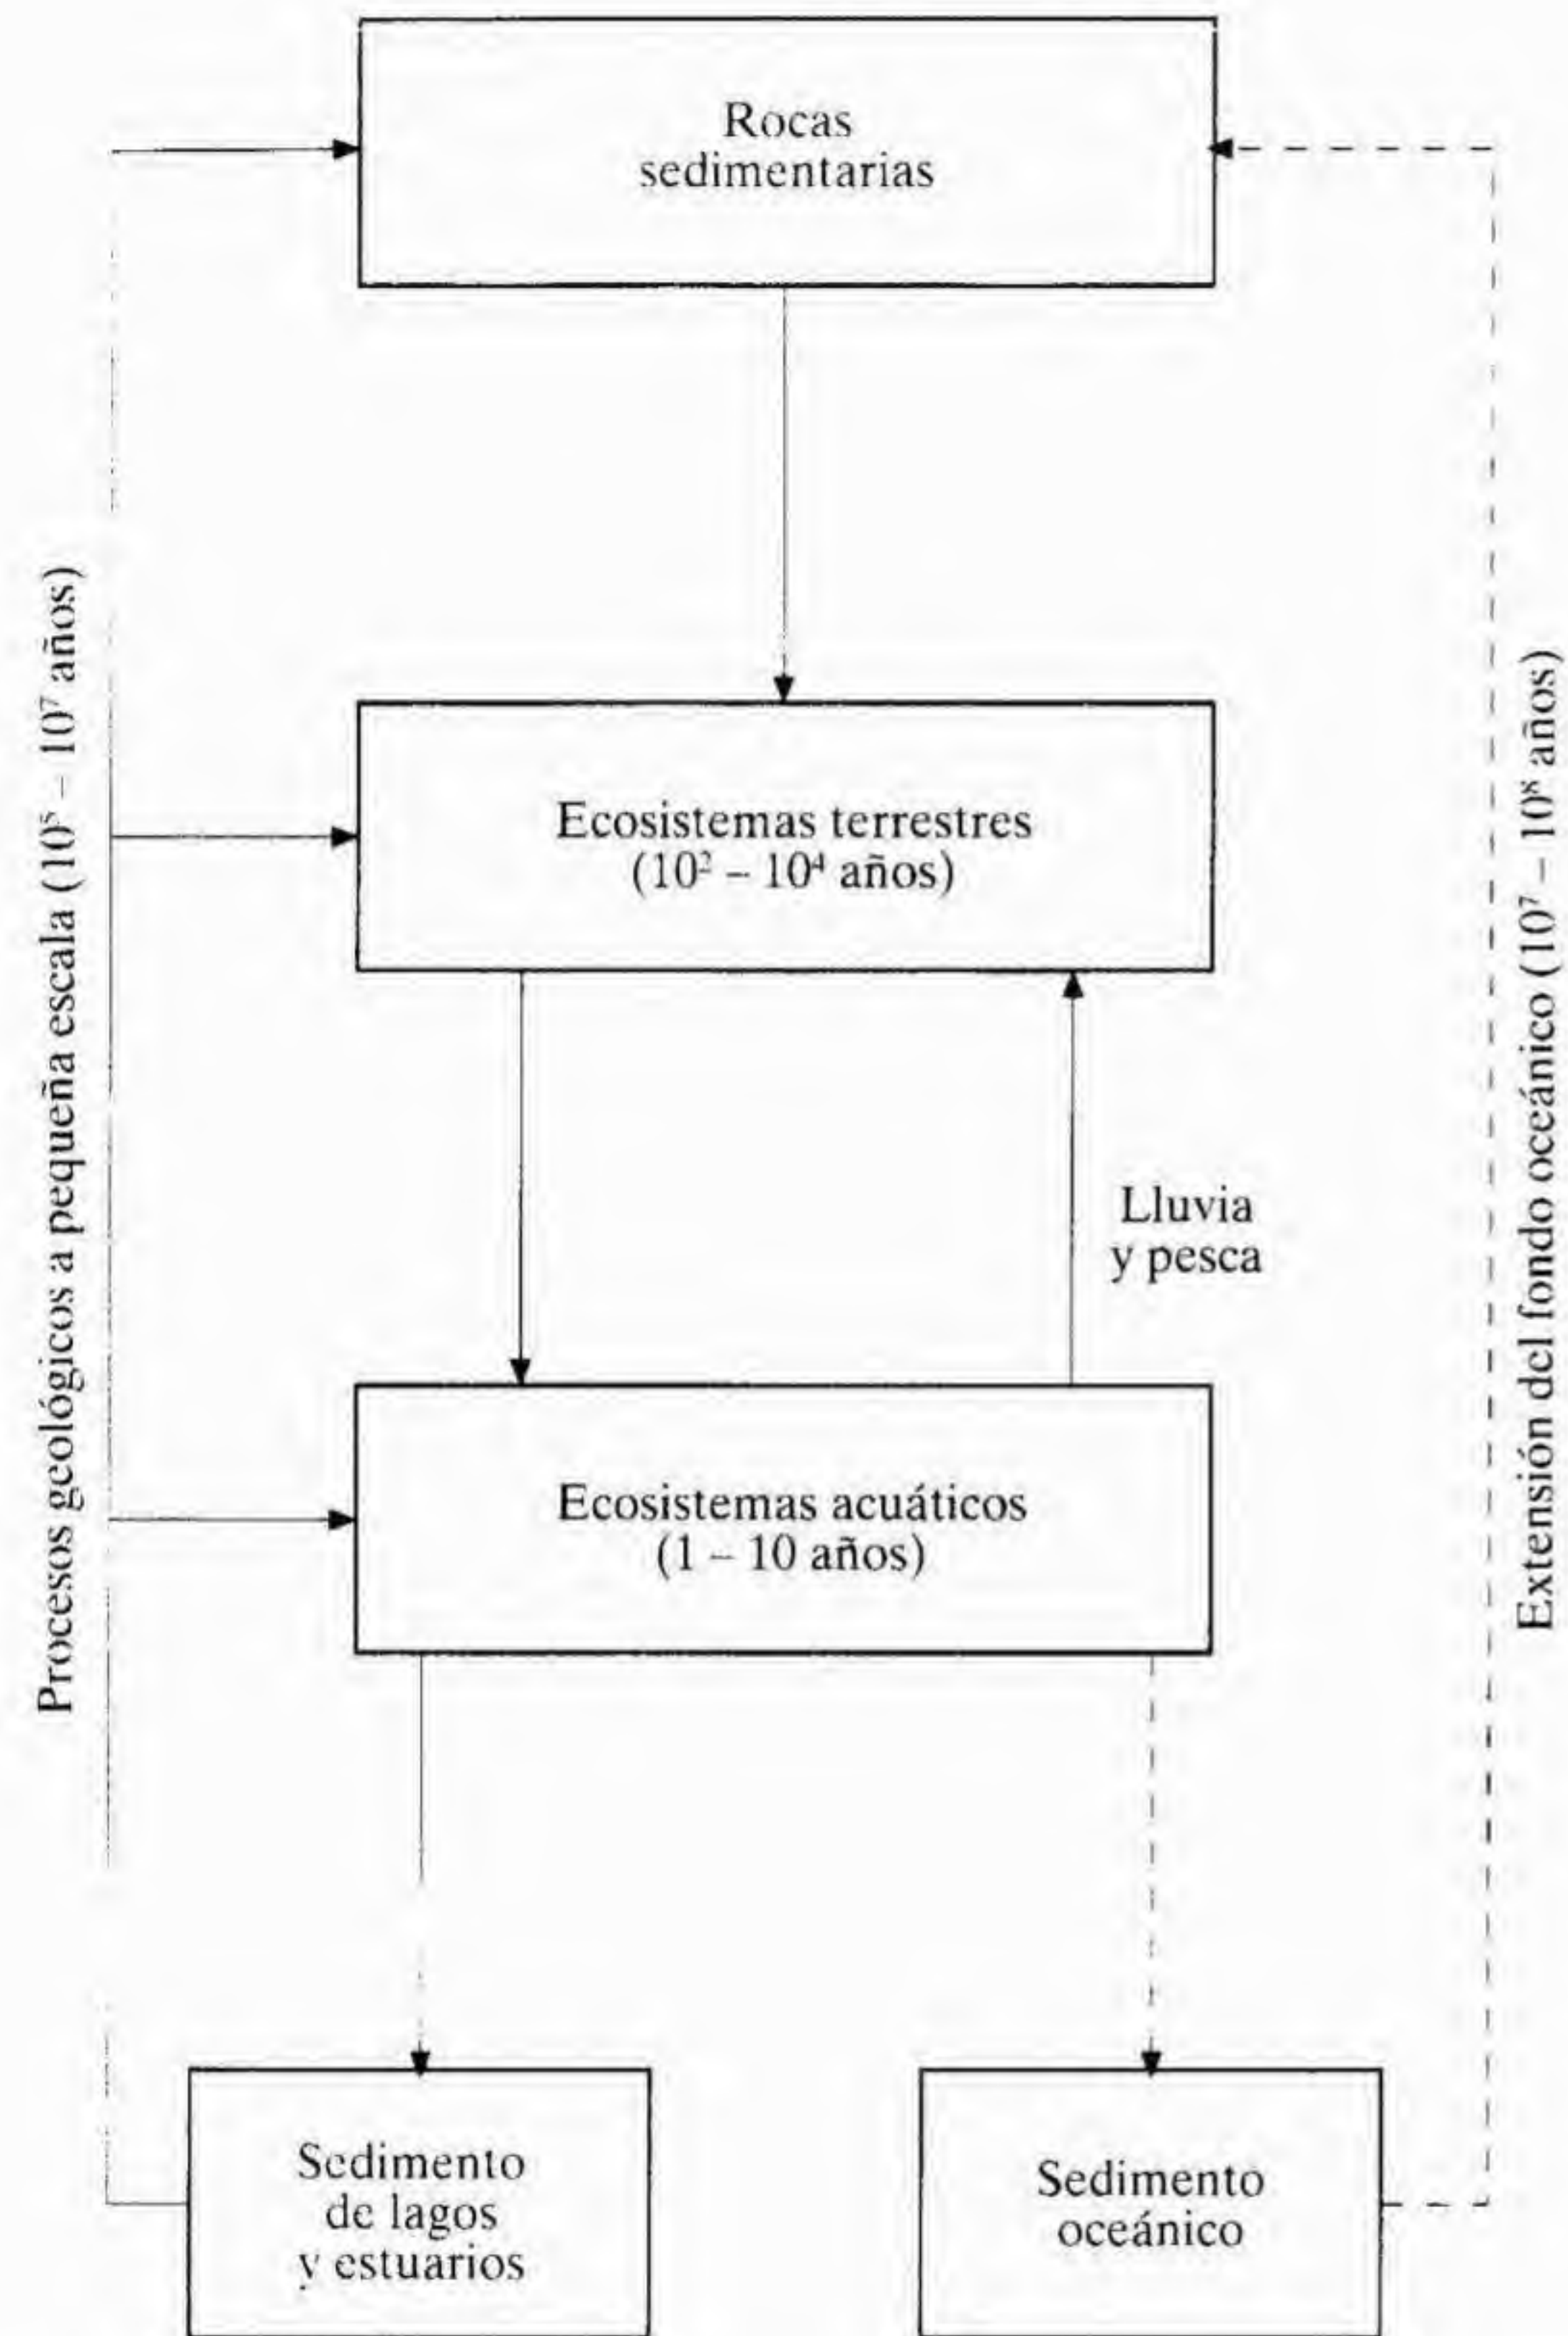 Rocas
sedimentarias
Procesos geológicos a pequeña escala (10⁵ – 10⁷ años)
Ecosistemas terrestres
(10² – 10⁴ años)
Extensión del fondo oceánico (10⁷ – 10⁸ años)
Lluvia
y pesca
Ecosistemas acuáticos
(1 – 10 años)
Sedimento
de lagos
y estuarios
Sedimento
oceánico